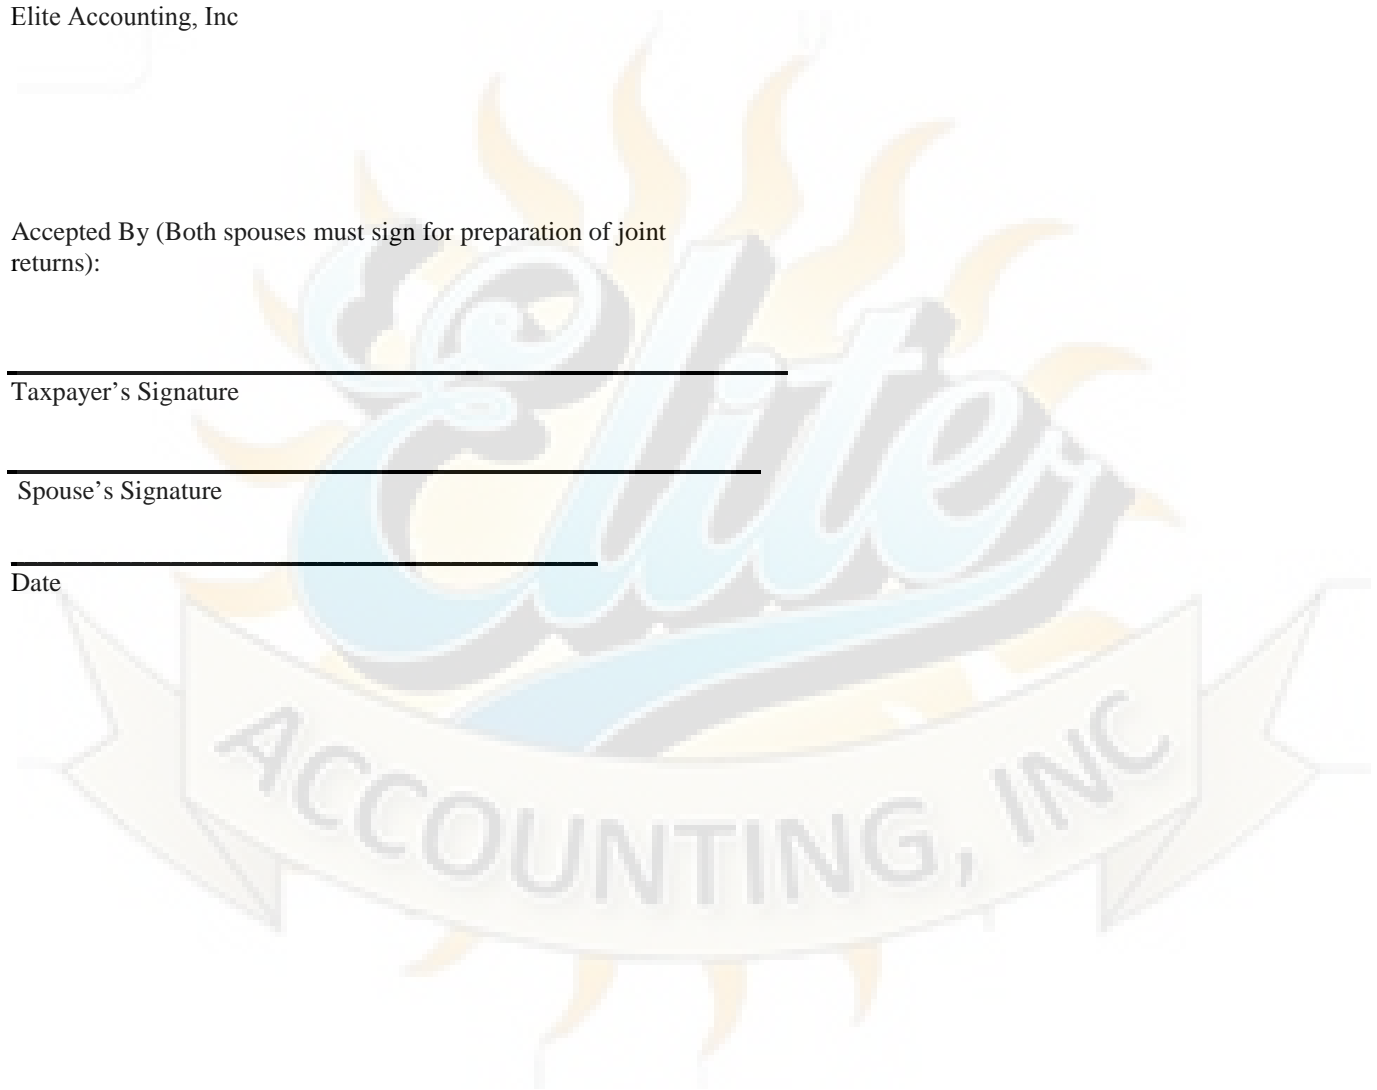 Elite Accounting, Inc
Accepted By (Both spouses must sign for preparation of joint
returns):
Taxpayer’s Signature
Spouse’s Signature
Date
Elite
ACCOUNTING, INC